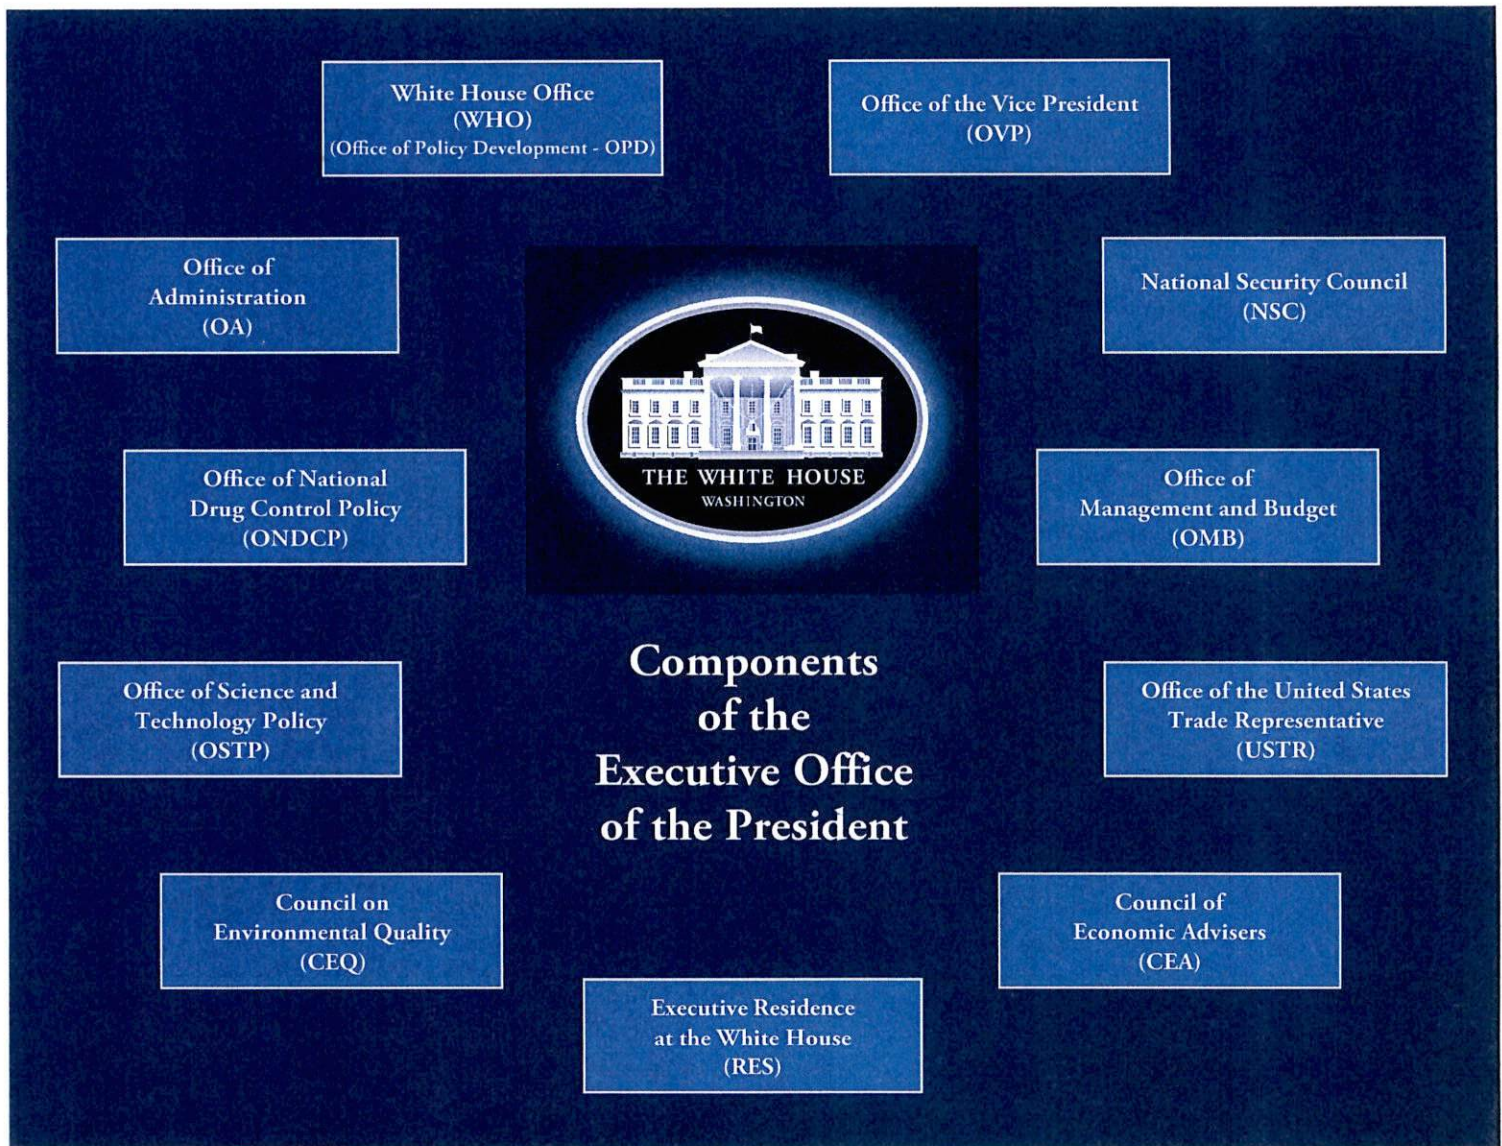 White House Office
(WHO)
(Office of Policy Development - OPD)
Office of the Vice President
(OVP)
Office of
Administration
(OA)
National Security Council
(NSC)
THE WHITE HOUSE
WASHINGTON
Office of National
Drug Control Policy
(ONDCP)
Office of
Management and Budget
(OMB)
Components
of the
Executive Office
of the President
Office of Science and
Technology Policy
(OSTP)
Office of the United States
Trade Representative
(USTR)
Council on
Environmental Quality
(CEQ)
Council of
Economic Advisers
(CEA)
Executive Residence
at the White House
(RES)